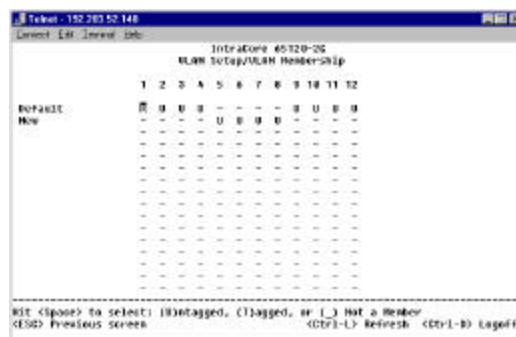 Telnet - 152.203.52.140
Connect Edit Terminal Help
IntraCore 65120-2G
VLAN Setup/VLAN Membership
1 2 3 4 5 6 7 8 9 10 11 12
Default U U U - - - - U U U U
New - - - - U U U U - - - -
- - - - - - - - - - - -
- - - - - - - - - - - -
- - - - - - - - - - - -
- - - - - - - - - - - -
- - - - - - - - - - - -
- - - - - - - - - - - -
- - - - - - - - - - - -
- - - - - - - - - - - -
- - - - - - - - - - - -
- - - - - - - - - - - -
- - - - - - - - - - - -
- - - - - - - - - - - -
Hit <Space> to select: (U)ntagged, (T)agged, or (_) Not a Member
<ESC> Previous screen <Ctrl-L> Refresh <Ctrl-D> Logoff